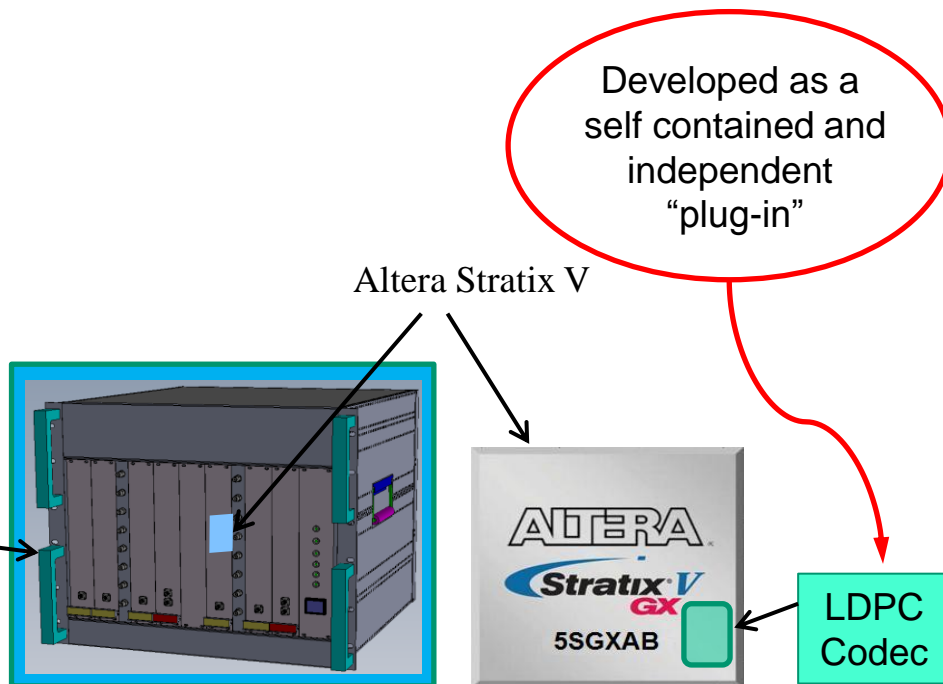 Developed as a
self contained and
independent
“plug-in”
Altera Stratix V
ALTERA
Stratix V
GX
5SGXAB
LDPC
Codec